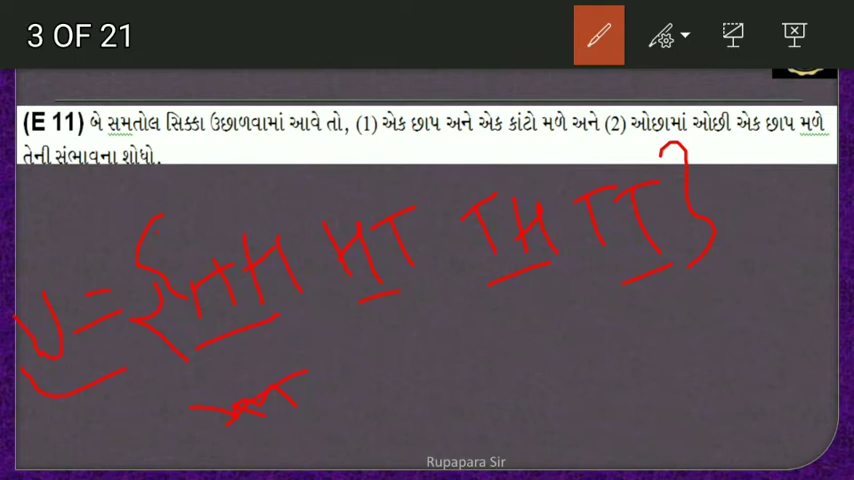 3 OF 21
(E 11) બે સમતોલ સિક્કા ઉછાળવામાં આવે તો, (1) એક છાપ અને એક કાંટો મળે અને (2) ઓછામાં ઓછી એક છાપ મળે
તેની સંભાવના શોધો.
U = { HH HT TH TT }
Rupapara Sir